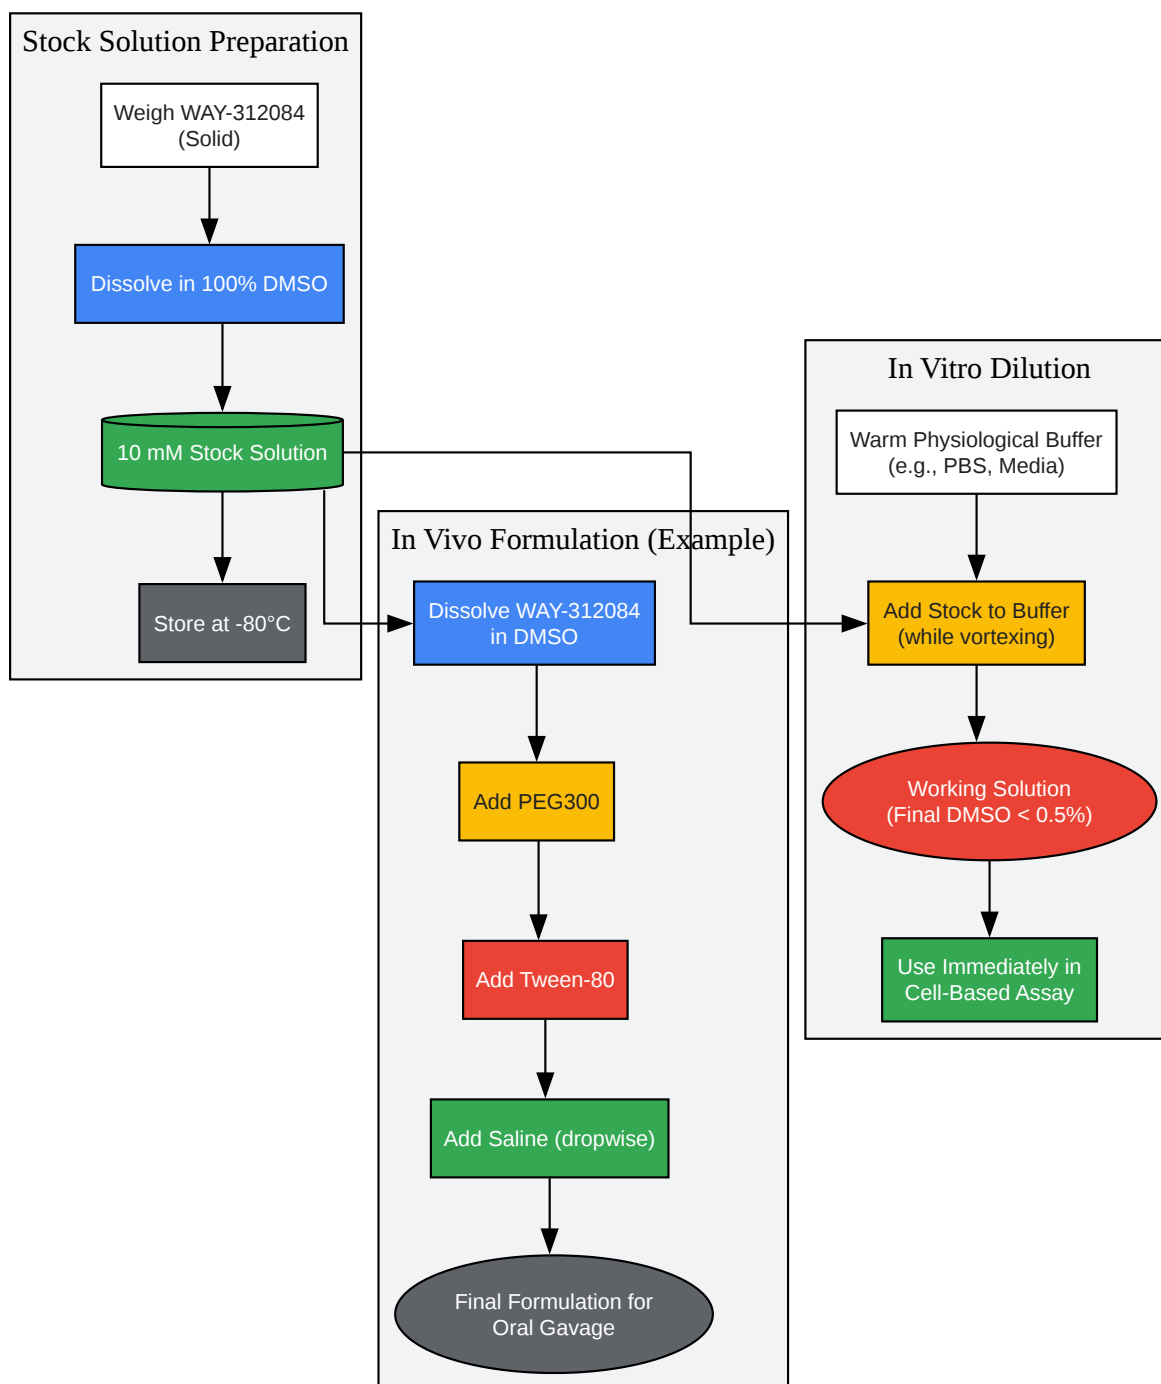 Stock Solution Preparation
Weigh WAY-312084
(Solid)
Dissolve in 100% DMSO
10 mM Stock Solution
Store at -80°C
In Vivo Formulation (Example)
Dissolve WAY-312084
in DMSO
Add PEG300
Add Tween-80
Add Saline (dropwise)
Final Formulation for
Oral Gavage
In Vitro Dilution
Warm Physiological Buffer
(e.g., PBS, Media)
Add Stock to Buffer
(while vortexing)
Working Solution
(Final DMSO < 0.5%)
Use Immediately in
Cell-Based Assay